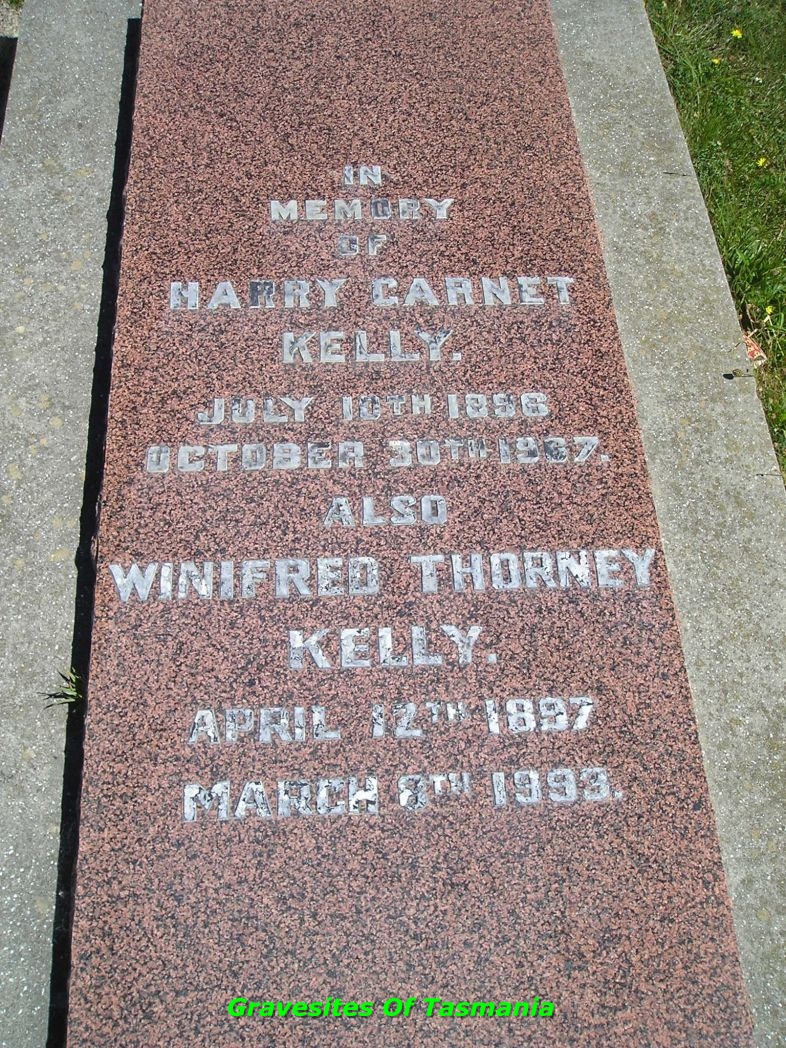 IN
MEMORY
OF
HARRY CARNET
KELLY.
JULY 10TH 1896
OCTOBER 30TH 1967.
ALSO
WINIFRED THORNEY
KELLY.
APRIL 12TH 1897
MARCH 8TH 1993.
Gravesites Of Tasmania